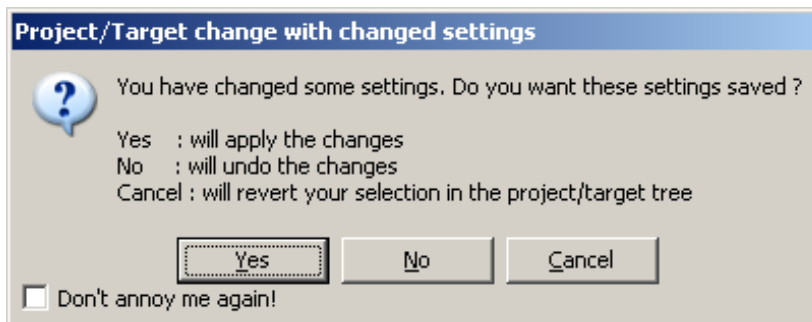 Project/Target change with changed settings
You have changed some settings. Do you want these settings saved ?
Yes : will apply the changes
No : will undo the changes
Cancel : will revert your selection in the project/target tree
Yes No Cancel
Don't annoy me again!